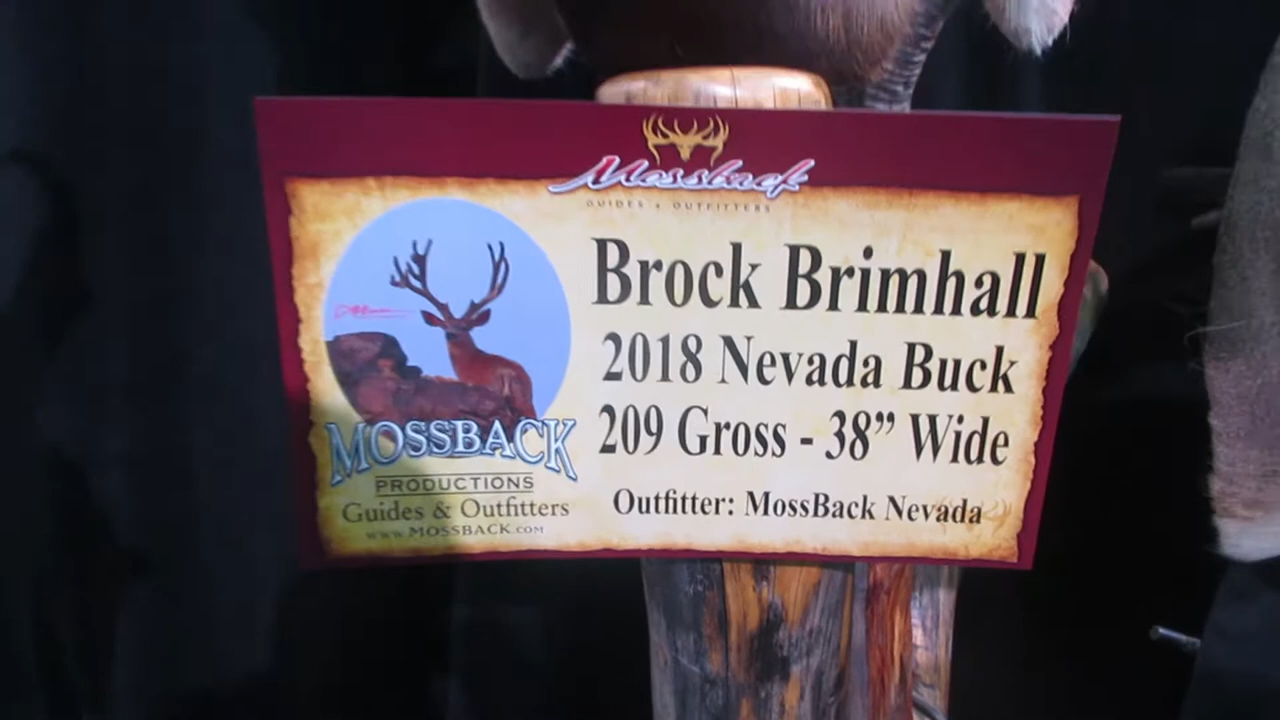 Mossback
GUIDES & OUTFITTERS
Brock Brimhall
2018 Nevada Buck
209 Gross - 38” Wide
Outfitter: MossBack Nevada
MOSSBACK
PRODUCTIONS
Guides & Outfitters
www.MOSSBACK.COM